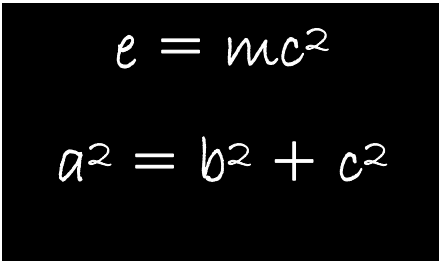 e = mc²
a² = b² + c²